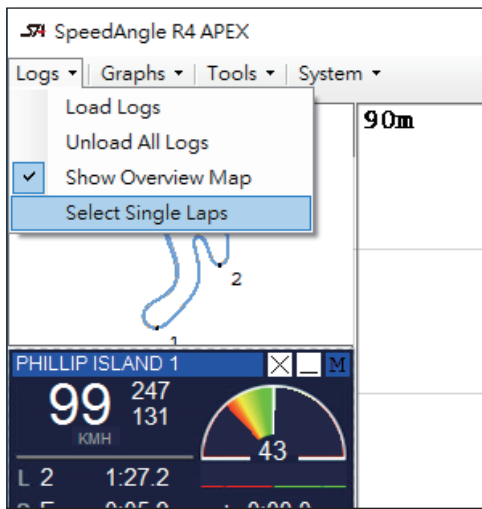 SA SpeedAngle R4 APEX
Logs Graphs Tools System
Load Logs
Unload All Logs
Show Overview Map
Select Single Laps
90m
2
1
PHILLIP ISLAND 1 M
99 247
131
KMH
43
L 2 1:27.2